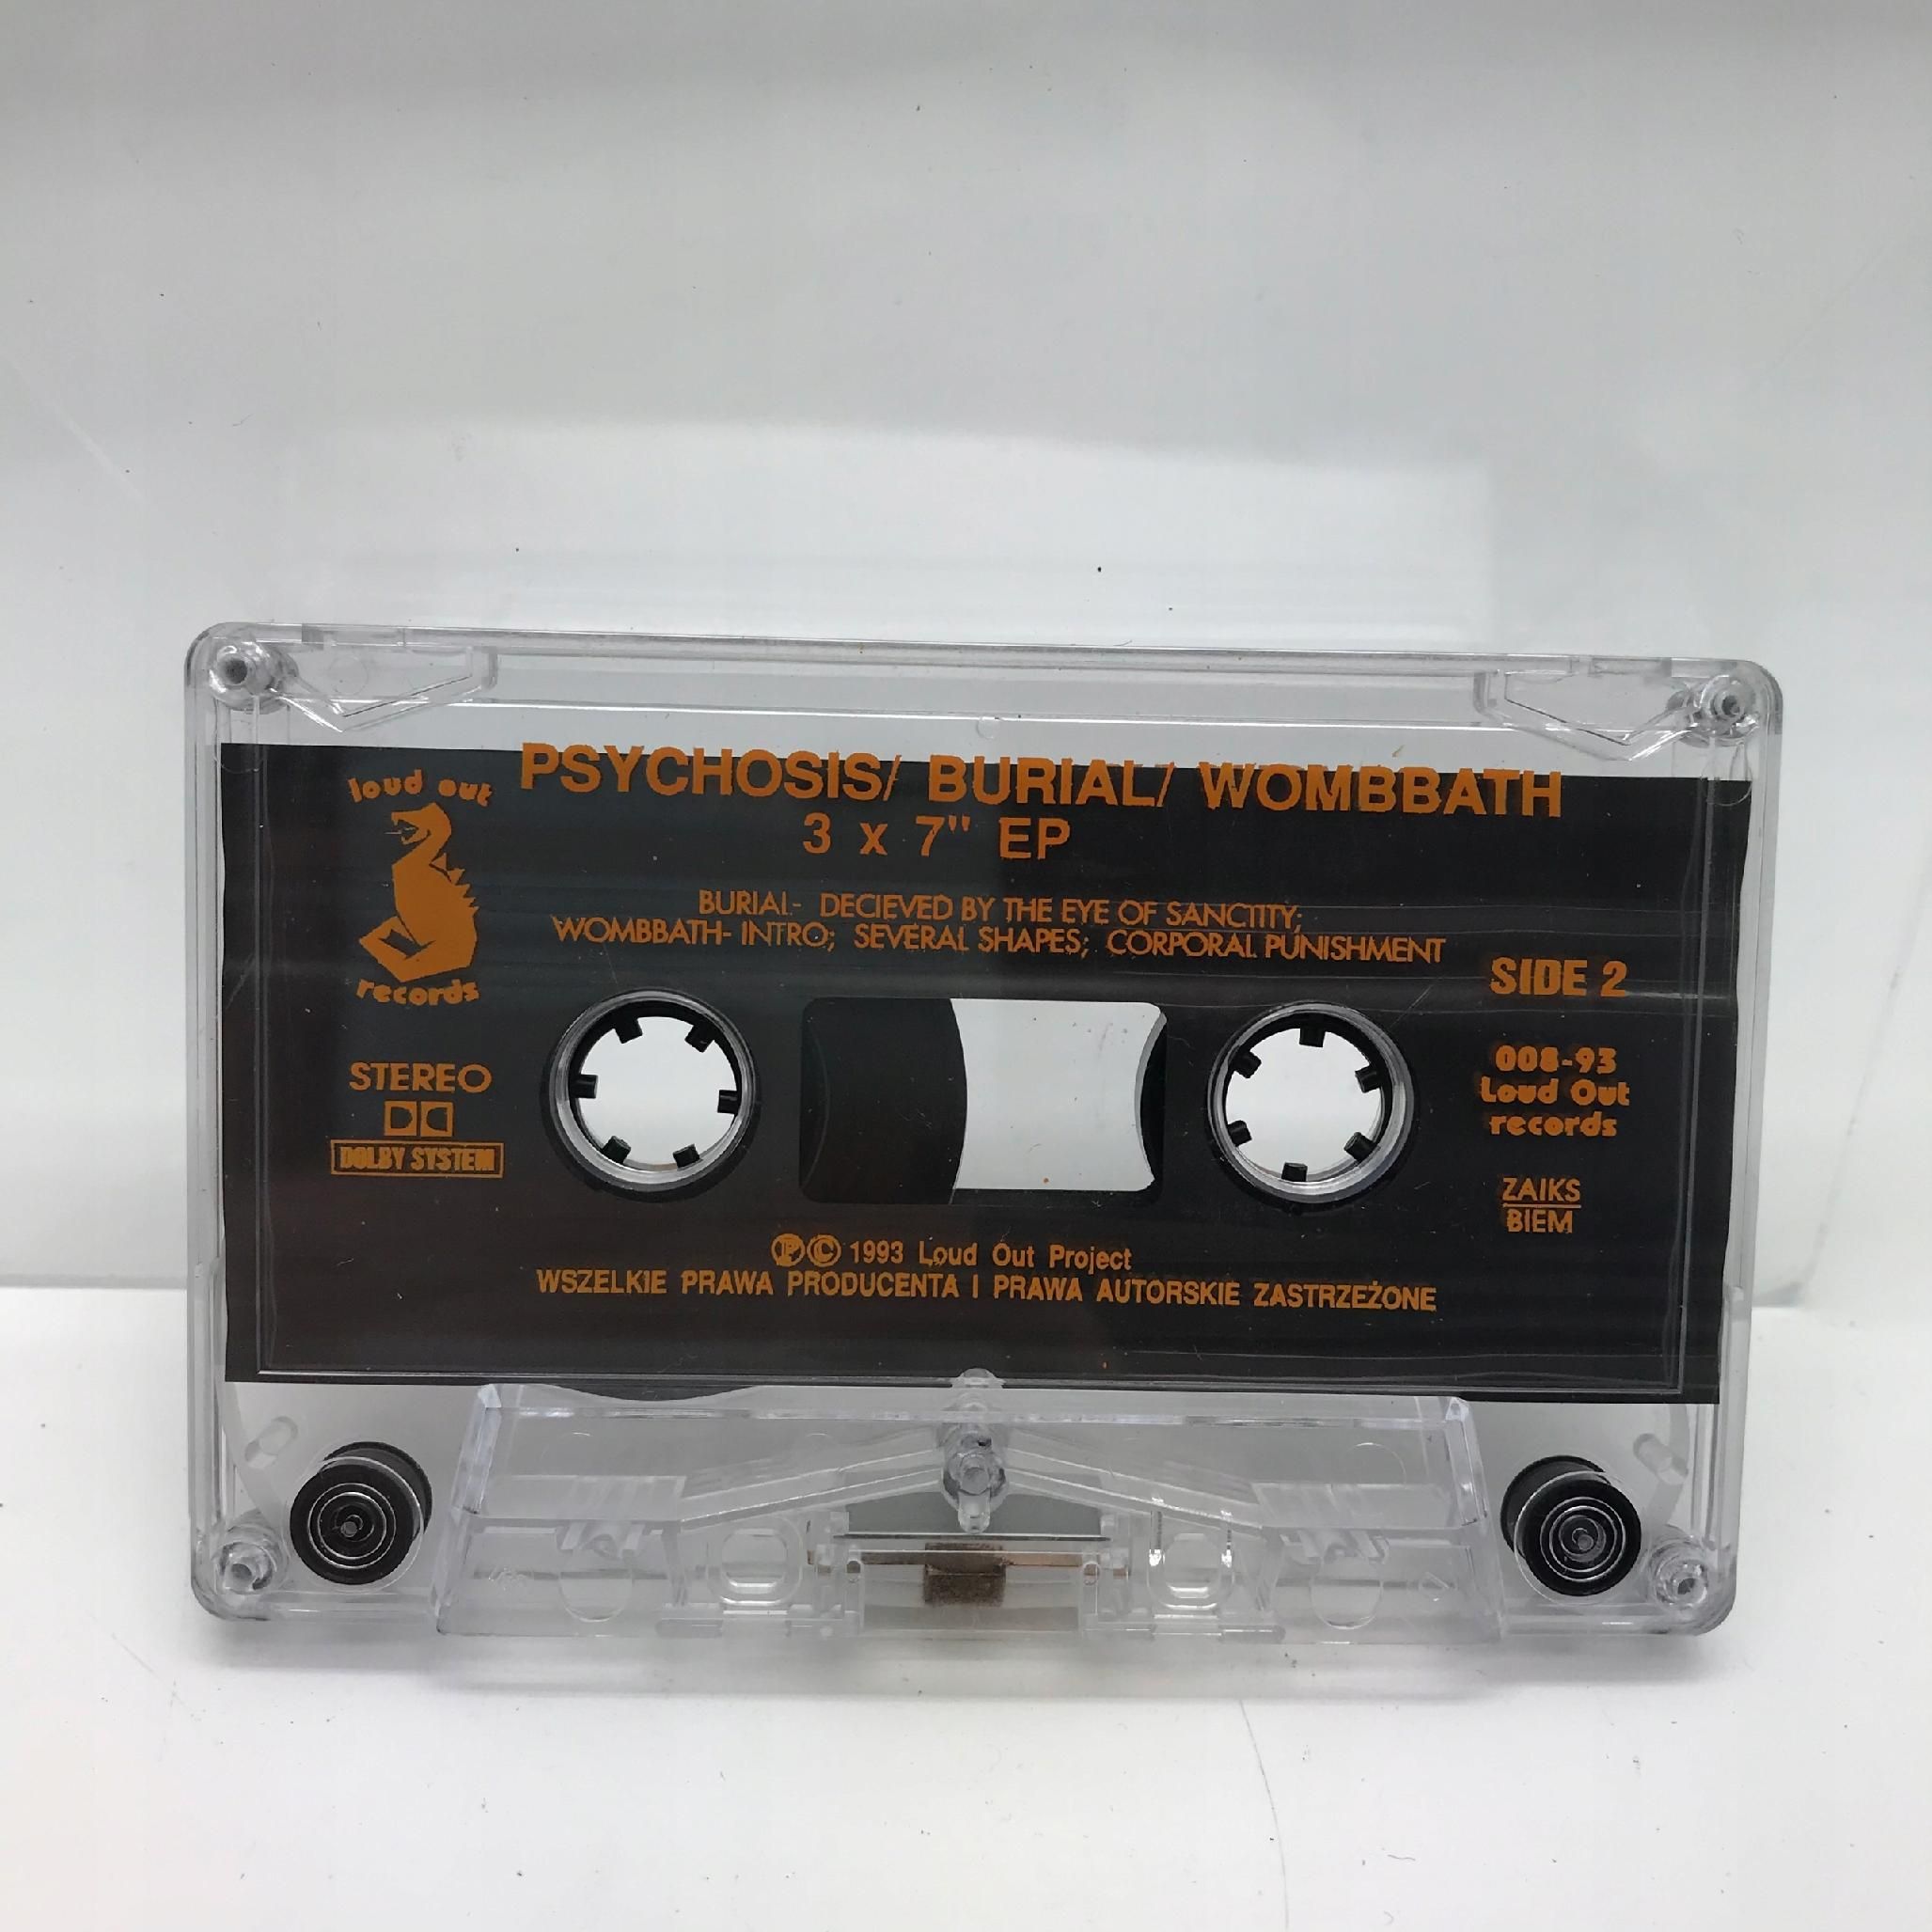 loud out
records
PSYCHOSIS/ BURIAL/ WOMBBATH
3 x 7" EP
BURIAL- DECIEVED BY THE EYE OF SANCTITY;
WOMBBATH- INTRO; SEVERAL SHAPES; CORPORAL PUNISHMENT
SIDE 2
STEREO
DOLBY SYSTEM
008-93
Loud Out
records
ZAIKS
BIEM
Ⓟ© 1993 Loud Out Project
WSZELKIE PRAWA PRODUCENTA I PRAWA AUTORSKIE ZASTRZEŻONE